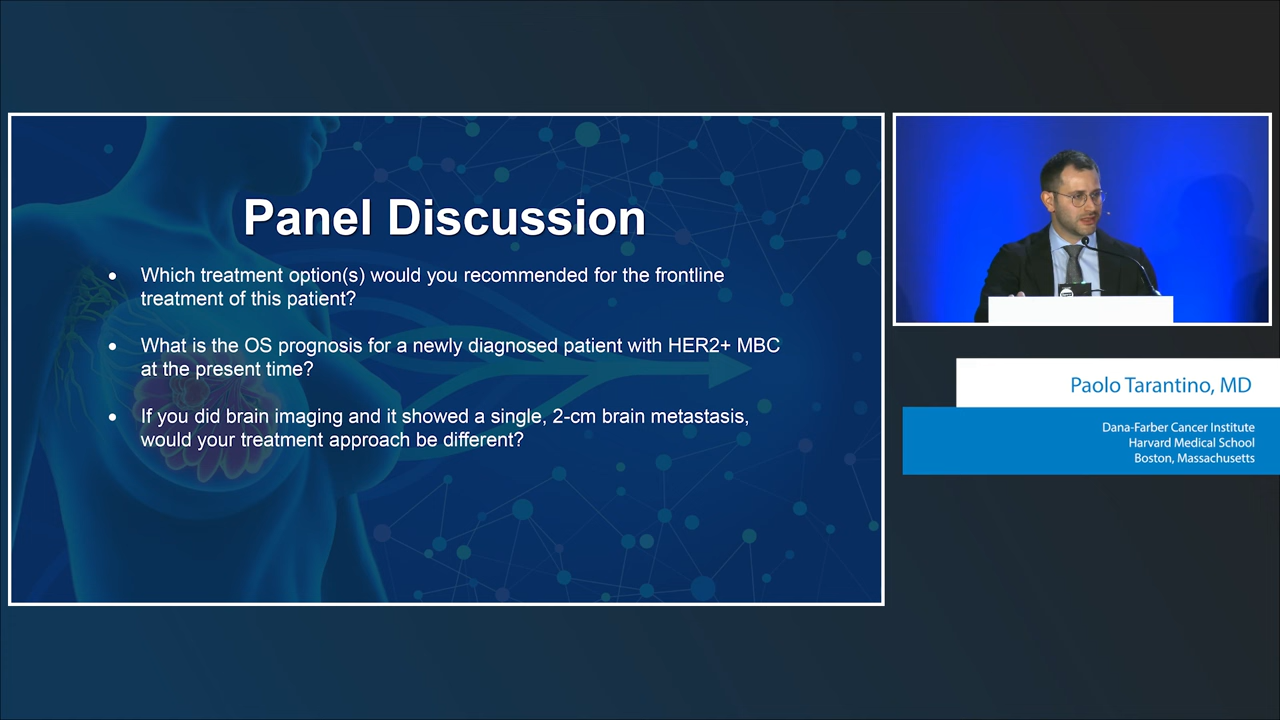 Panel Discussion
Which treatment option(s) would you recommended for the frontline
treatment of this patient?
What is the OS prognosis for a newly diagnosed patient with HER2+ MBC
at the present time?
If you did brain imaging and it showed a single, 2-cm brain metastasis,
would your treatment approach be different?
Paolo Tarantino, MD
Dana-Farber Cancer Institute
Harvard Medical School
Boston, Massachusetts